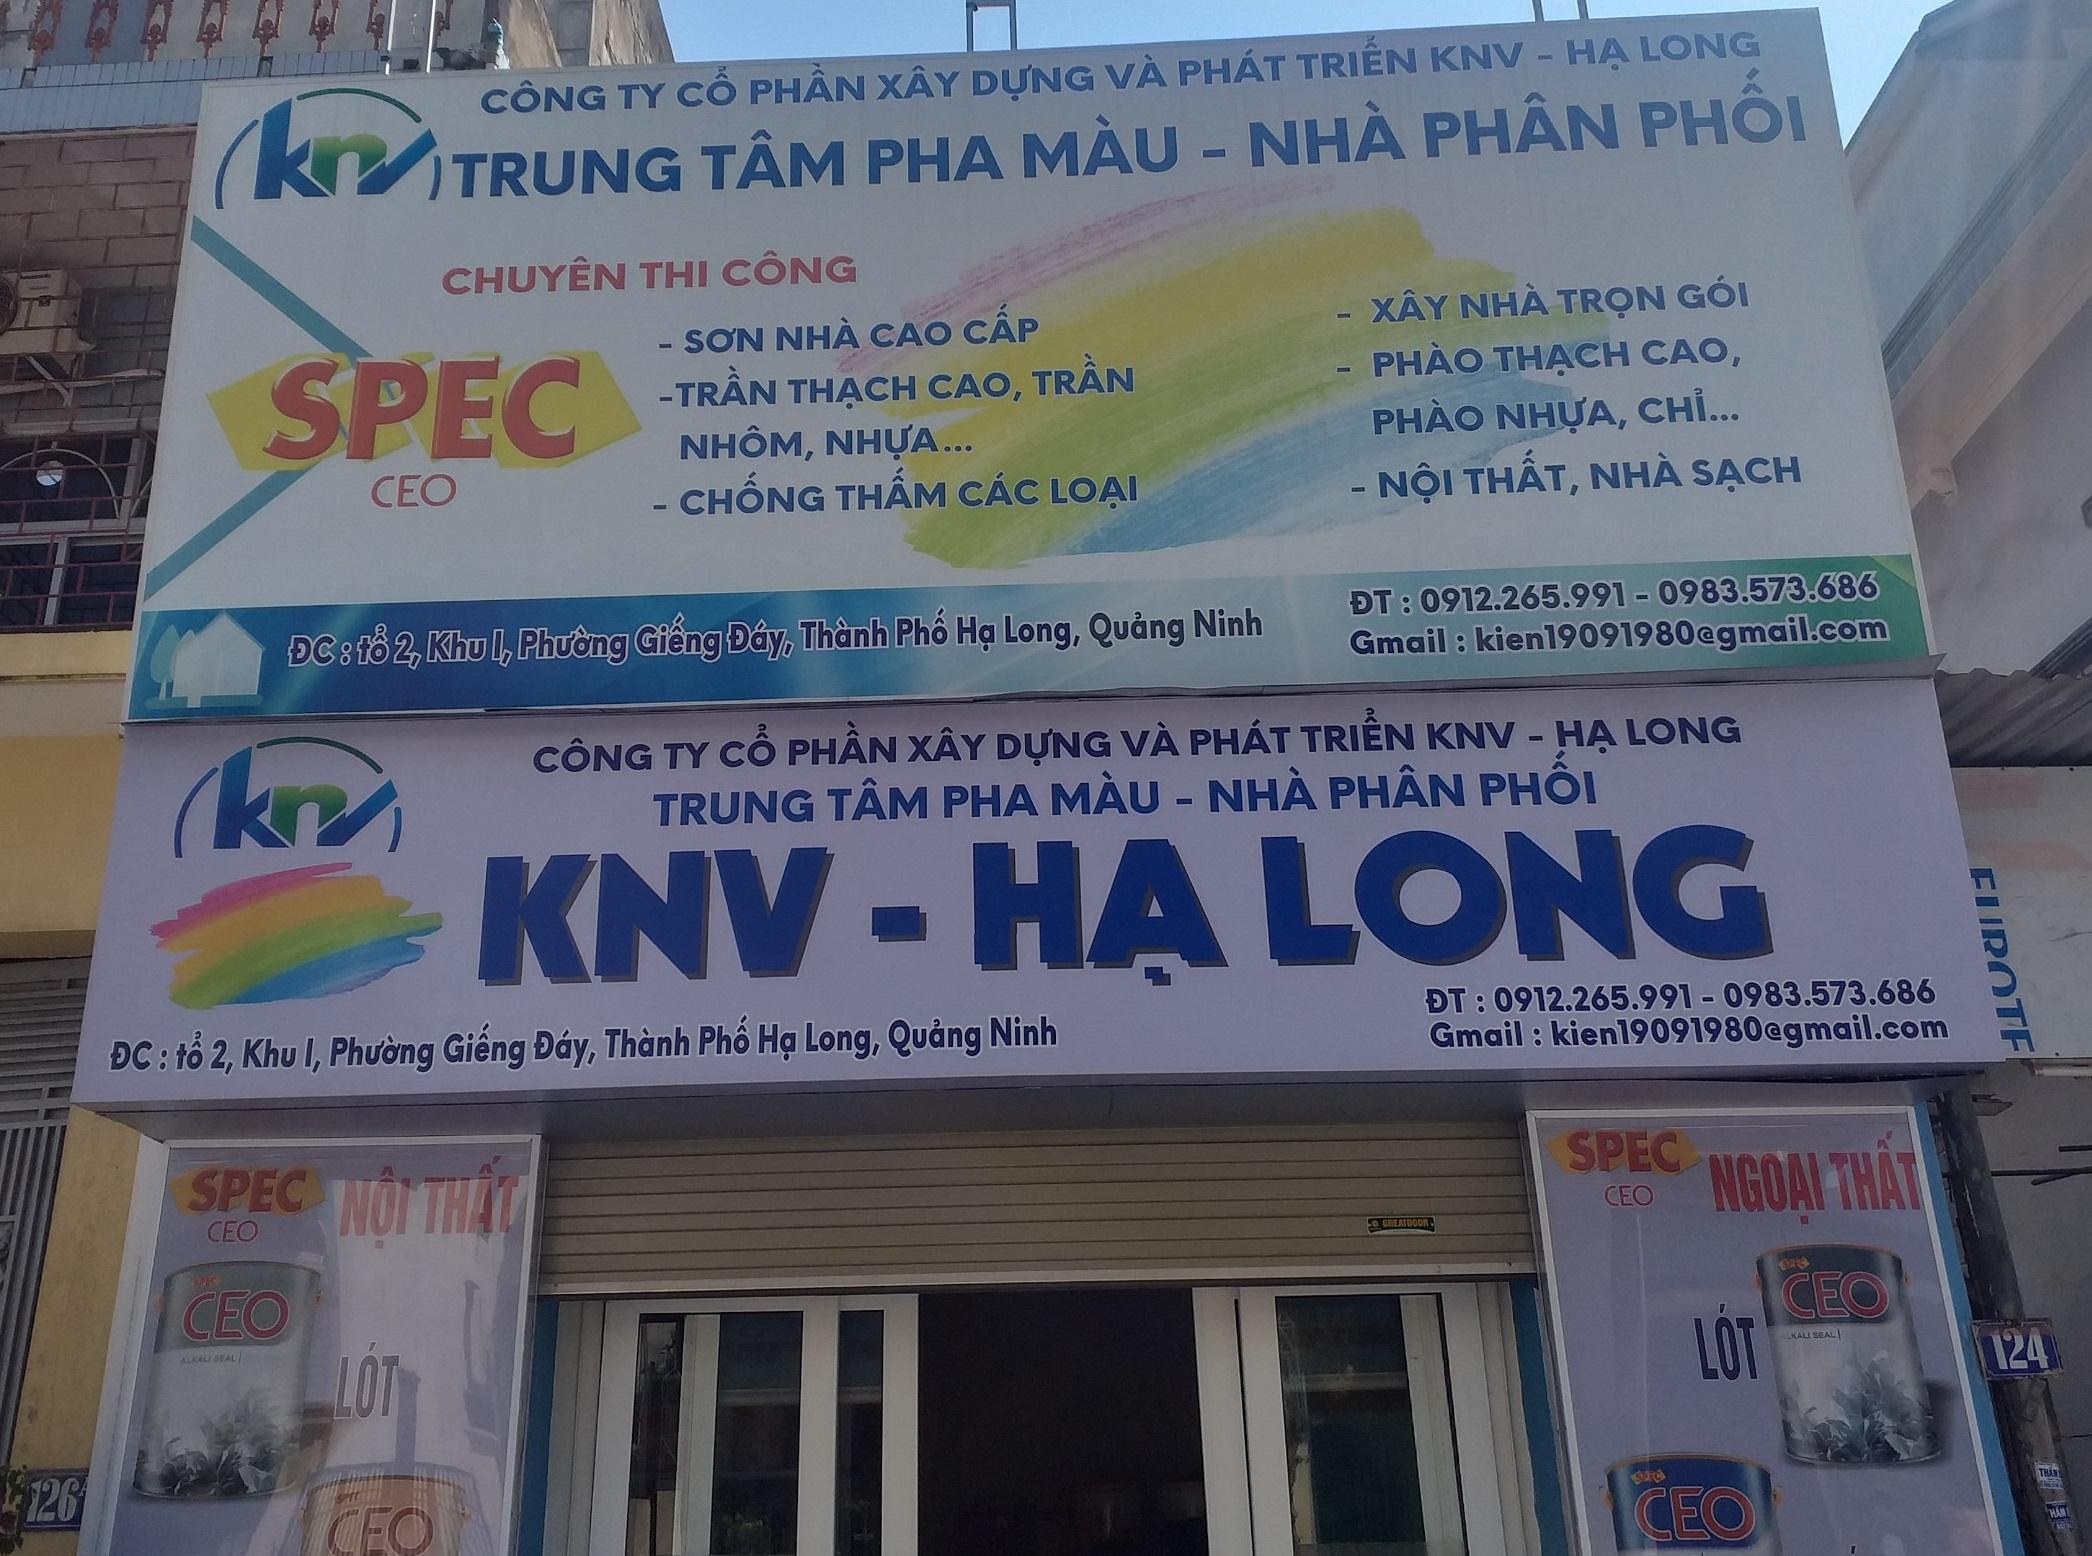 knv
CÔNG TY CỔ PHẦN XÂY DỰNG VÀ PHÁT TRIỂN KNV - HẠ LONG
TRUNG TÂM PHA MÀU - NHÀ PHÂN PHỐI
CHUYÊN THI CÔNG
SPEC
CEO
- SƠN NHÀ CAO CẤP
-TRẦN THẠCH CAO, TRẦN
NHÔM, NHỰA...
- CHỐNG THẤM CÁC LOẠI
- XÂY NHÀ TRỌN GÓI
- PHÀO THẠCH CAO,
PHÀO NHỰA, CHỈ...
- NỘI THẤT, NHÀ SẠCH
ĐC : tổ 2, Khu I, Phường Giếng Đáy, Thành Phố Hạ Long, Quảng Ninh
ĐT : 0912.265.991 - 0983.573.686
Gmail : kien19091980@gmail.com
knv
CÔNG TY CỔ PHẦN XÂY DỰNG VÀ PHÁT TRIỂN KNV - HẠ LONG
TRUNG TÂM PHA MÀU - NHÀ PHÂN PHỐI
KNV - HẠ LONG
ĐC : tổ 2, Khu I, Phường Giếng Đáy, Thành Phố Hạ Long, Quảng Ninh
ĐT : 0912.265.991 - 0983.573.686
Gmail : kien19091980@gmail.com
SPEC
CEO
NỘI THẤT
SPEC
CEO
ALKALI SEAL
LÓT
SPEC
CEO
GREATDOOR
SPEC
CEO
NGOẠI THẤT
SPEC
CEO
ALKALI SEAL
LÓT
SPEC
CEO
124
126A